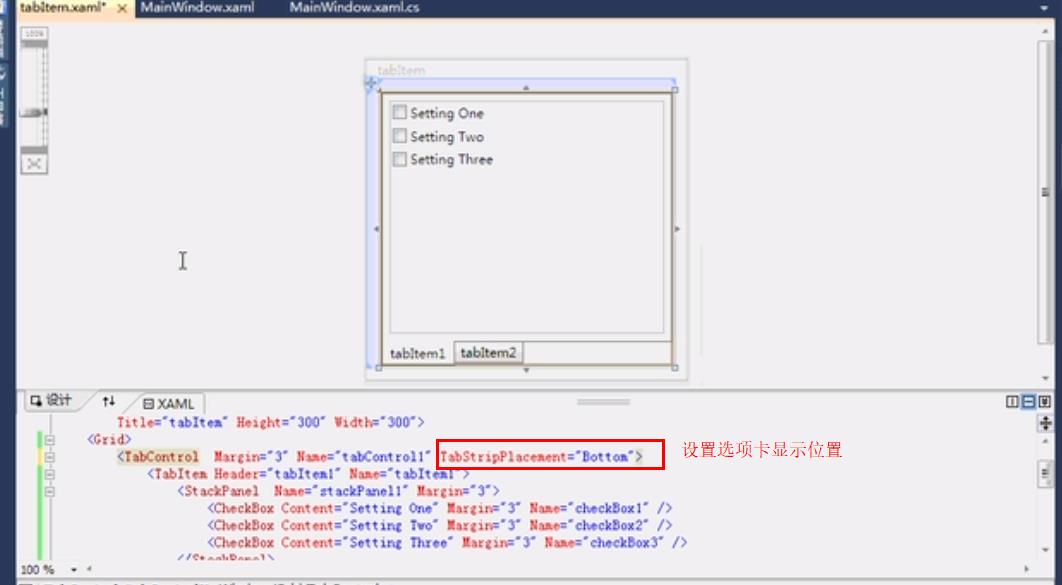 tabItem.xaml*
MainWindow.xaml
MainWindow.xaml.cs
100%
tabItem
Setting One
Setting Two
Setting Three
tabItem1
tabItem2
设计
XAML
Title="tabItem" Height="300" Width="300">
<Grid>
<TabControl Margin="3" Name="tabControl1" TabStripPlacement="Bottom">
设置选项卡显示位置
<TabItem Header="tabItem1" Name="tabItem1">
<StackPanel Name="stackPanel1" Margin="3">
<CheckBox Content="Setting One" Margin="3" Name="checkBox1" />
<CheckBox Content="Setting Two" Margin="3" Name="checkBox2" />
<CheckBox Content="Setting Three" Margin="3" Name="checkBox3" />
</StackPanel>
100 %